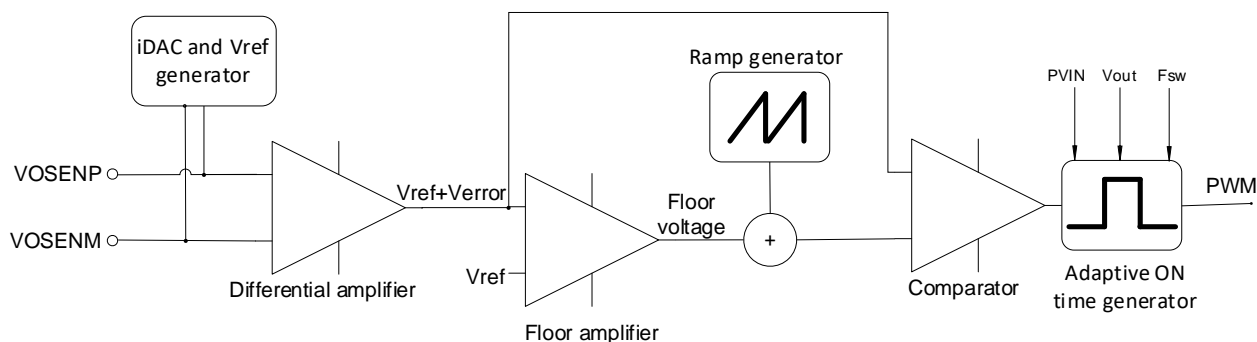 iDAC and Vref
generator
Ramp generator
PVIN
Vout
Fsw
VOSENP
Vref+Verror
Floor
voltage
+
PWM
VOSENM
Vref
Differential amplifier
Floor amplifier
Comparator
Adaptive ON
time generator